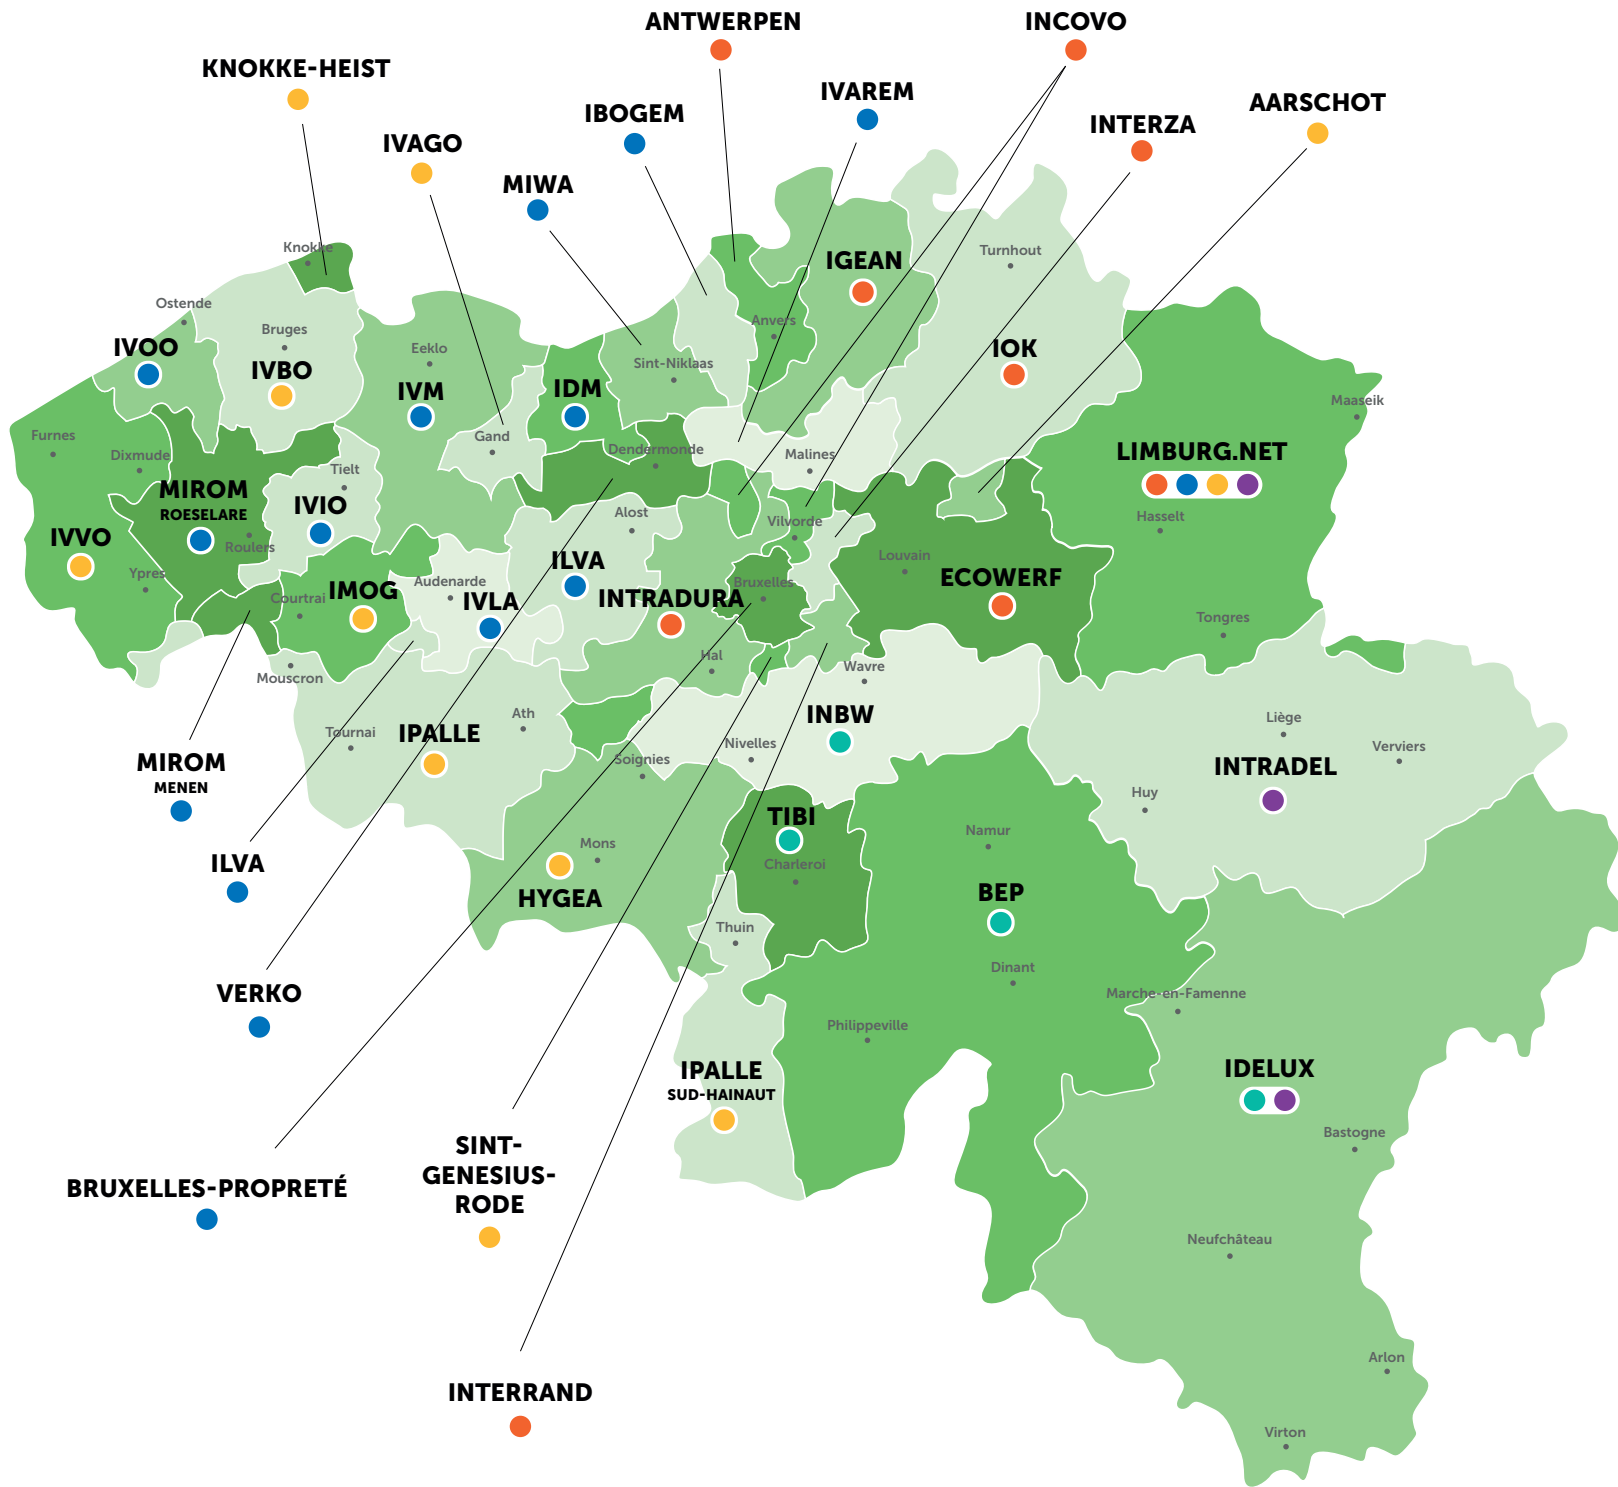 ANTWERPEN
INCOVO
KNOKKE-HEIST
IVAREM
AARSCHOT
IBOGEM
INTERZA
IVAGO
MIWA
Knokke
Turnhout
IGEAN
Ostende
Bruges
Anvers
IVOO
Eeklo
IOK
Sint-Niklaas
IVBO
IVM
IDM
Maaseik
Furnes
Gand
Dixmude
Dendermonde
Malines
LIMBURG.NET
Tielt
MIROM
ROESELARE
IVIO
Alost
Vilvorde
Hasselt
IVVO
Roulers
Louvain
ILVA
Ypres
Audenarde
Bruxelles
ECOWERF
IMOG
Courtrai
IVLA
INTRADURA
Tongres
Hal
Wavre
Mouscron
Ath
INBW
Liège
Tournai
IPALLE
Nivelles
Verviers
Soignies
MIROM
MENEN
INTRADEL
Huy
TIBI
Namur
Mons
Charleroi
ILVA
HYGEA
BEP
Thuin
Dinant
VERKO
Marche-en-Famenne
Philippeville
IPALLE
SUD-HAINAUT
IDELUX
Bastogne
SINT-
GENESIUS-
RODE
BRUXELLES-PROPRETÉ
Neufchâteau
Arlon
INTERRAND
Virton